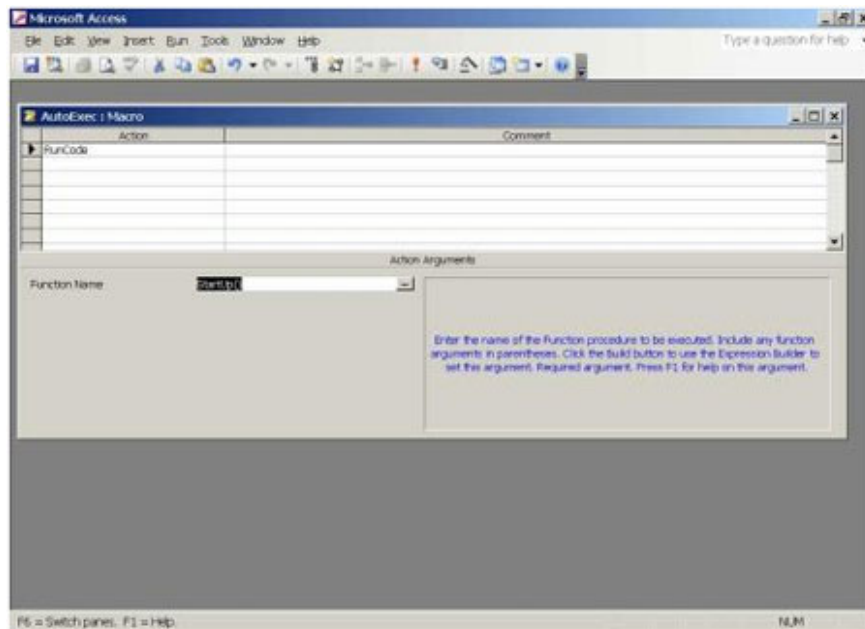 Microsoft Access
File Edit View Insert Run Tools Window Help
Type a question for help
AutoExec : Macro
Action
Comment
RunCode
Action Arguments
Function Name
StartUp()
Enter the name of the Function procedure to be executed. Include any function
arguments in parentheses. Click the Build button to use the Expression Builder to
set this argument. Required argument. Press F1 for help on this argument.
F6 = Switch panes. F1 = Help.
NUM